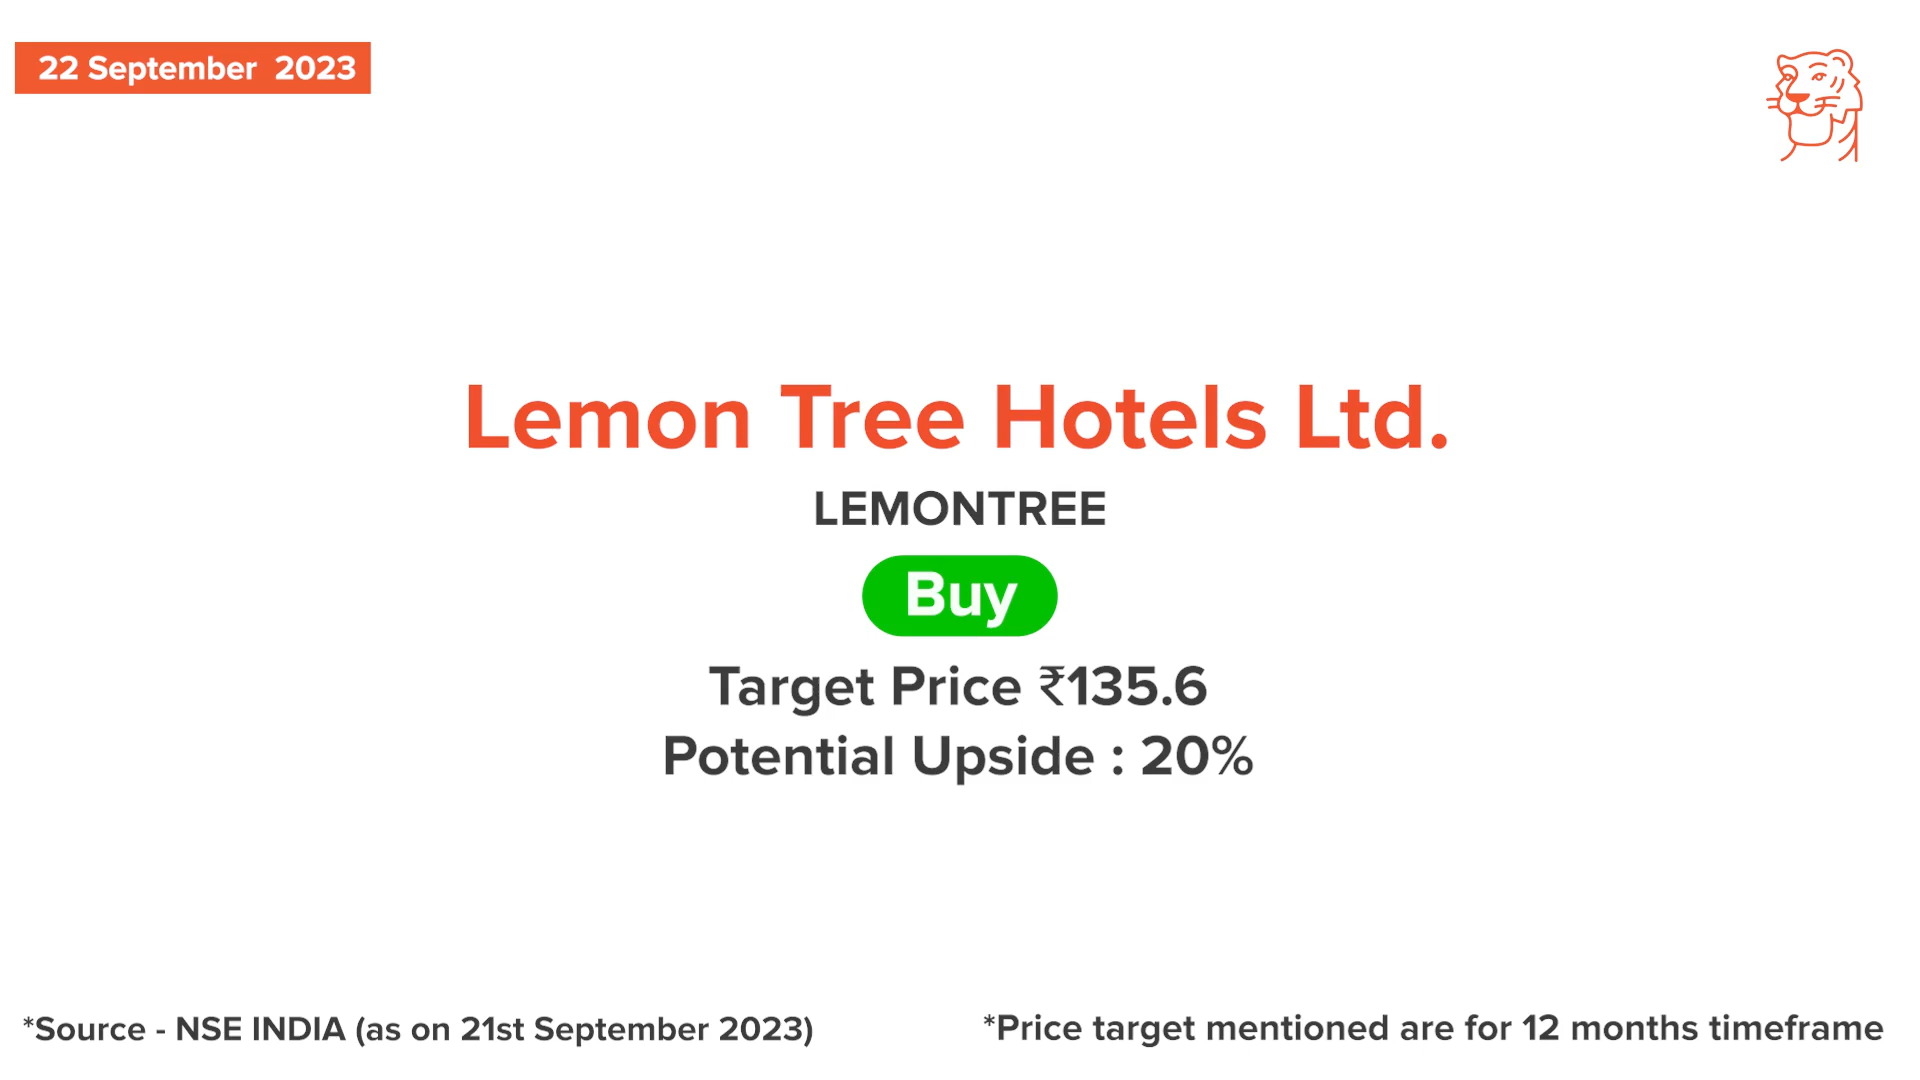 22 September 2023
Lemon Tree Hotels Ltd.
LEMONTREE
Buy
Target Price ₹135.6
Potential Upside : 20%
*Source - NSE INDIA (as on 21st September 2023)
*Price target mentioned are for 12 months timeframe